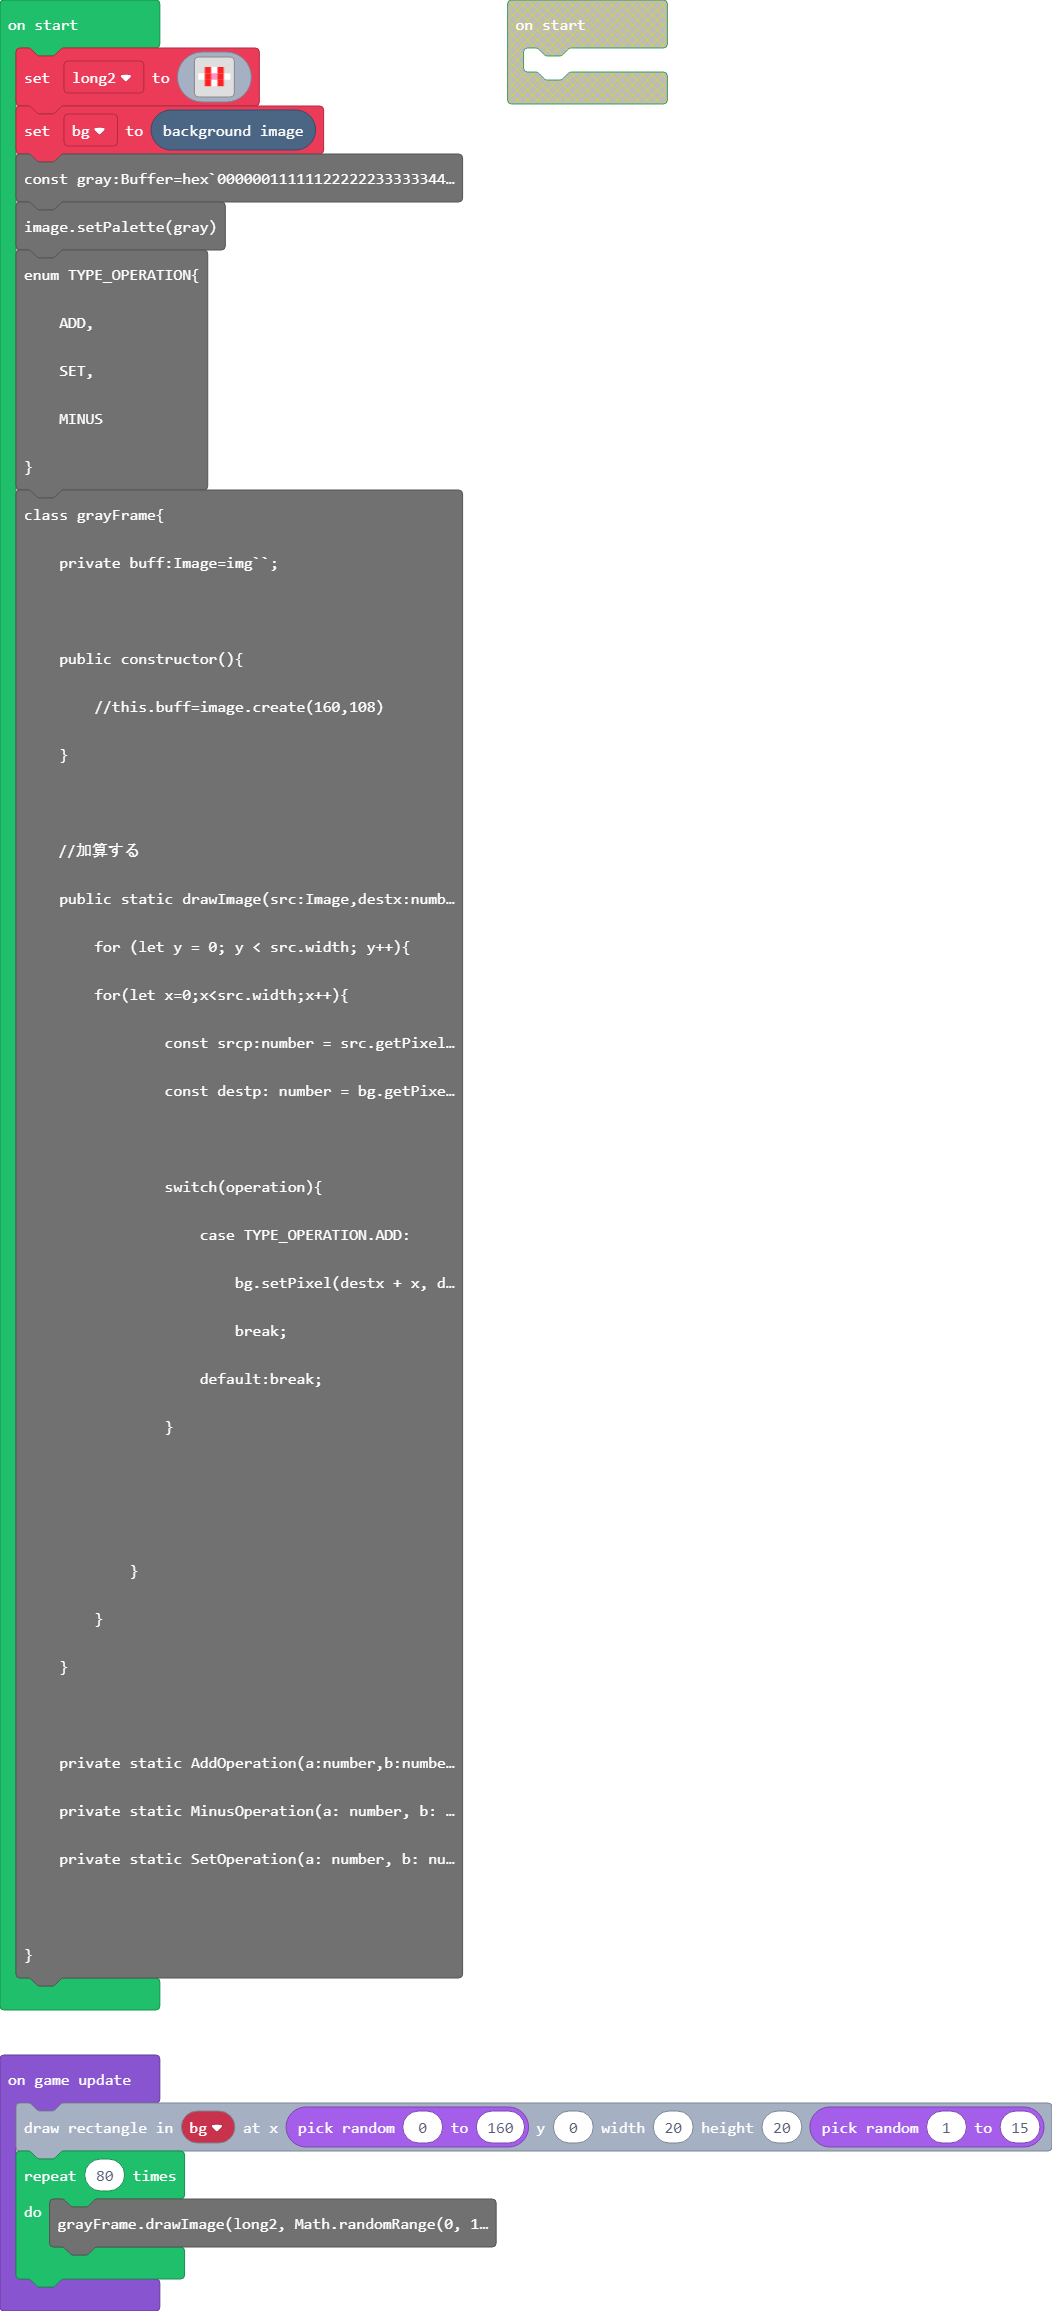 on start
set long2 to
set bg to background image
const gray:Buffer=hex`00000011111122222233333344…
image.setPalette(gray)
enum TYPE_OPERATION{
ADD,
SET,
MINUS
}
class grayFrame{
private buff:Image=img``;
public constructor(){
//this.buff=image.create(160,108)
}
//加算する
public static drawImage(src:Image,destx:numb…
for (let y = 0; y < src.width; y++){
for(let x=0;x<src.width;x++){
const srcp:number = src.getPixel…
const destp: number = bg.getPixe…
switch(operation){
case TYPE_OPERATION.ADD:
bg.setPixel(destx + x, d…
break;
default:break;
}
}
}
}
private static AddOperation(a:number,b:numbe…
private static MinusOperation(a: number, b: …
private static SetOperation(a: number, b: nu…
}
on start
on game update
draw rectangle in bg at x pick random 0 to 160 y 0 width 20 height 20 pick random 1 to 15
repeat 80 times
do
grayFrame.drawImage(long2, Math.randomRange(0, 1…